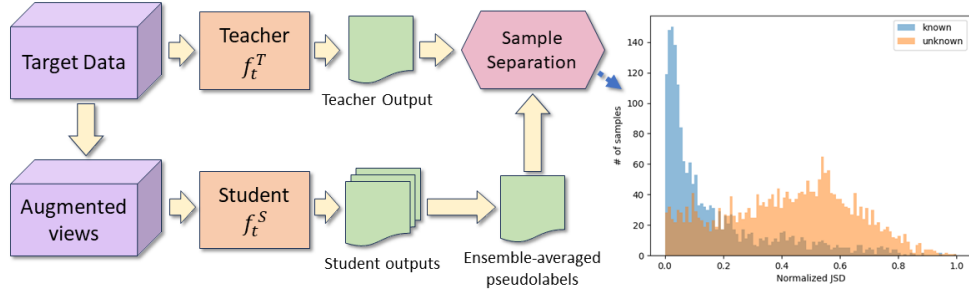 Target Data
Teacher
f_t^T
Teacher Output
Sample
Separation
Augmented
views
Student
f_t^S
Student outputs
Ensemble-averaged
pseudolabels
known
unknown
# of samples
140
120
100
80
60
40
20
0
0.0 0.2 0.4 0.6 0.8 1.0
Normalized JSD